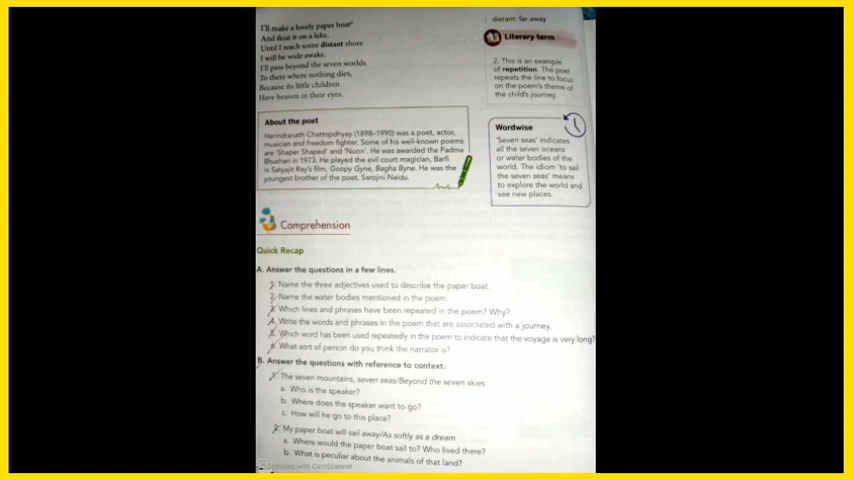 I'll make a lovely paper boat²
And float it on a lake,
Until I reach some distant shore
I will be wide awake.
I'll pass beyond the seven worlds
To there where nothing dies,
Because its little children
Have heaven in their eyes.
distant: far away
Literary term
2. This is an example
of repetition. The poet
repeats the line to focus
on the poem's theme of
the child's journey.
About the poet
Harindranath Chattopdhyay (1898–1990) was a poet, actor,
musician and freedom fighter. Some of his well-known poems
are 'Shaper Shaped' and 'Noon'. He was awarded the Padma
Bhushan in 1973. He played the evil court magician, Barfi
in Satyajit Ray's film, Goopy Gyne, Bagha Byne. He was the
youngest brother of the poet, Sarojini Naidu.
Wordwise
'Seven seas' indicates
all the seven oceans
or water bodies of the
world. The idiom 'to sail
the seven seas' means
to explore the world and
see new places.
Comprehension
Quick Recap
A. Answer the questions in a few lines.
1. Name the three adjectives used to describe the paper boat.
2. Name the water bodies mentioned in the poem.
3. Which lines and phrases have been repeated in the poem? Why?
4. Write the words and phrases in the poem that are associated with a journey.
5. Which word has been used repeatedly in the poem to indicate that the voyage is very long?
6. What sort of person do you think the narrator is?
B. Answer the questions with reference to context.
1. The seven mountains, seven seas/Beyond the seven skies
a. Who is the speaker?
b. Where does the speaker want to go?
c. How will he go to this place?
2. My paper boat will sail away/As softly as a dream
a. Where would the paper boat sail to? Who lived there?
b. What is peculiar about the animals of that land?
Scanned with CamScanner